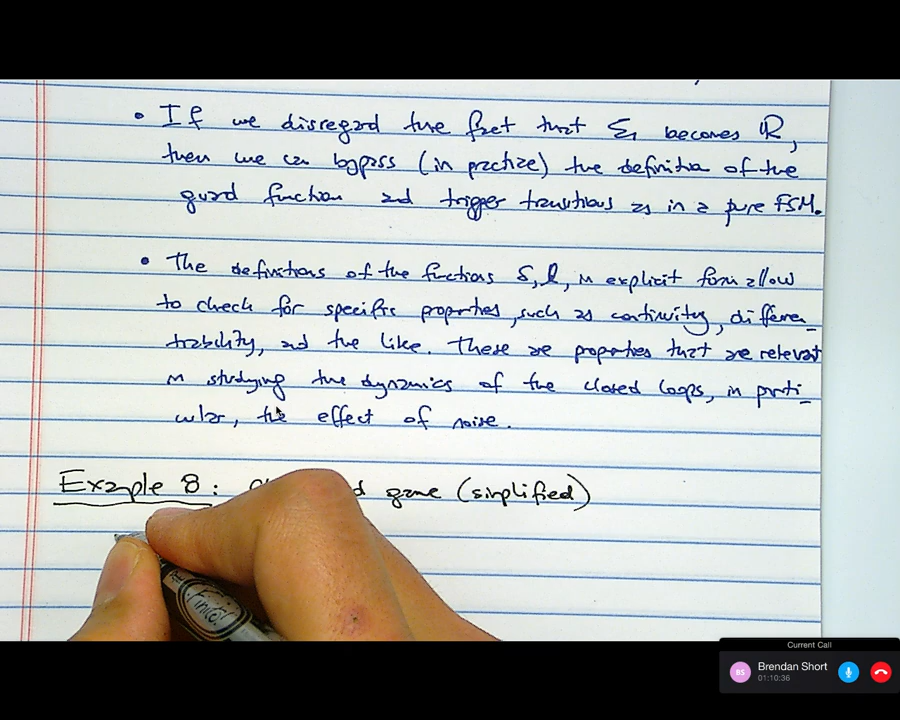 • If we disregard the fact that Σ becomes ℝ,
then we can bypass (in practice) the definition of the
guard function and trigger transitions as in a pure FSM.
• The definitions of the functions δ, l, in explicit form allow
to check for specific properties, such as continuity, differen-
tiability, and the like. These are properties that are relevant
in studying the dynamics of the closed loops, in parti-
cular, the effect of noise.
Example 8: game (simplified)
Finite!
Current Call
BS
Brendan Short
01:10:36